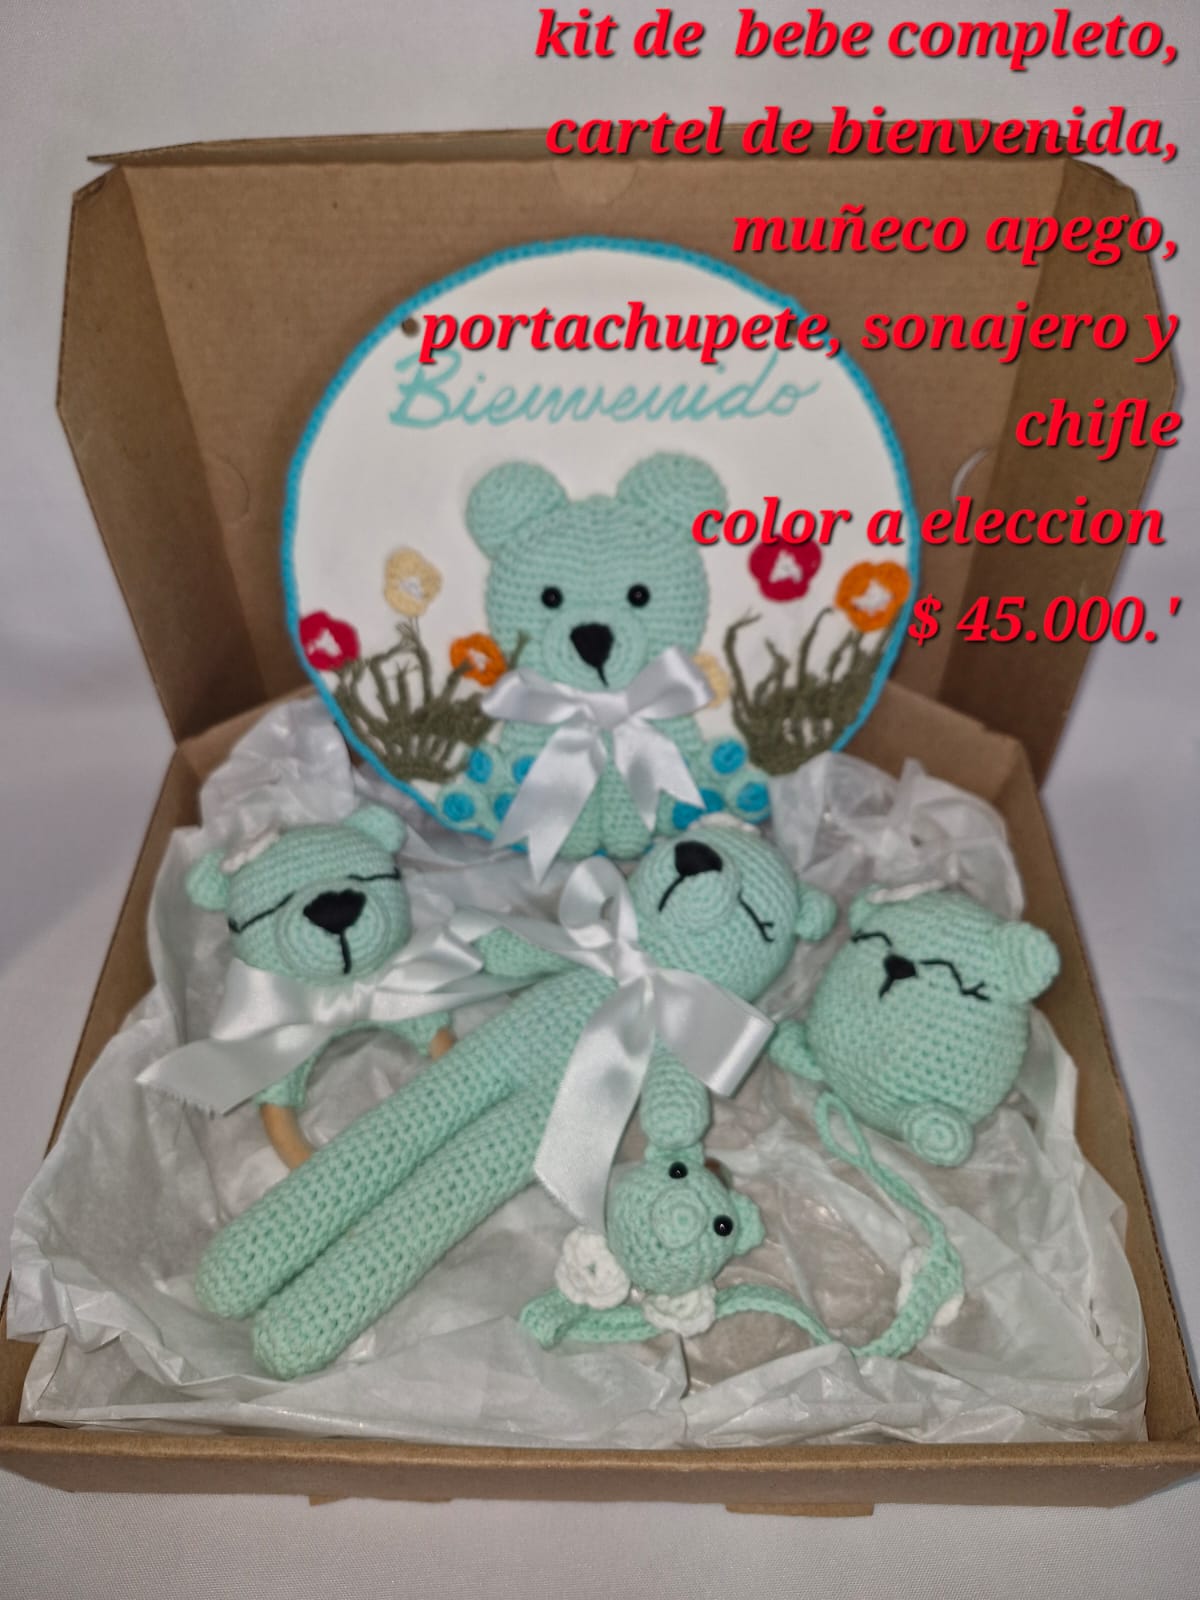 kit de bebe completo,
cartel de bienvenida,
muñeco apego,
portachupete, sonajero y
Bienvenido
chifle
color a eleccion
$ 45.000.'